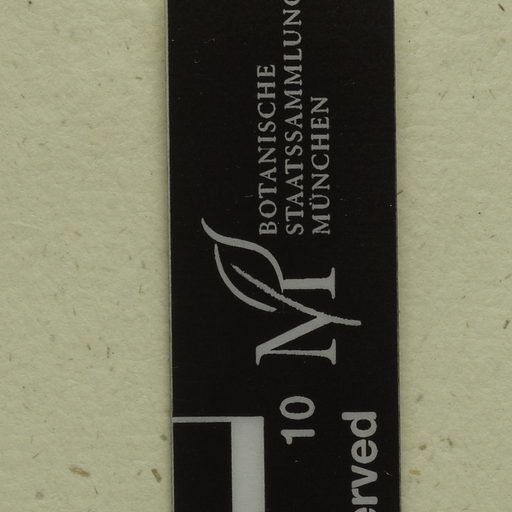 BOTANISCHE
STAATSSAMMLUNG
MÜNCHEN
M
10
erved